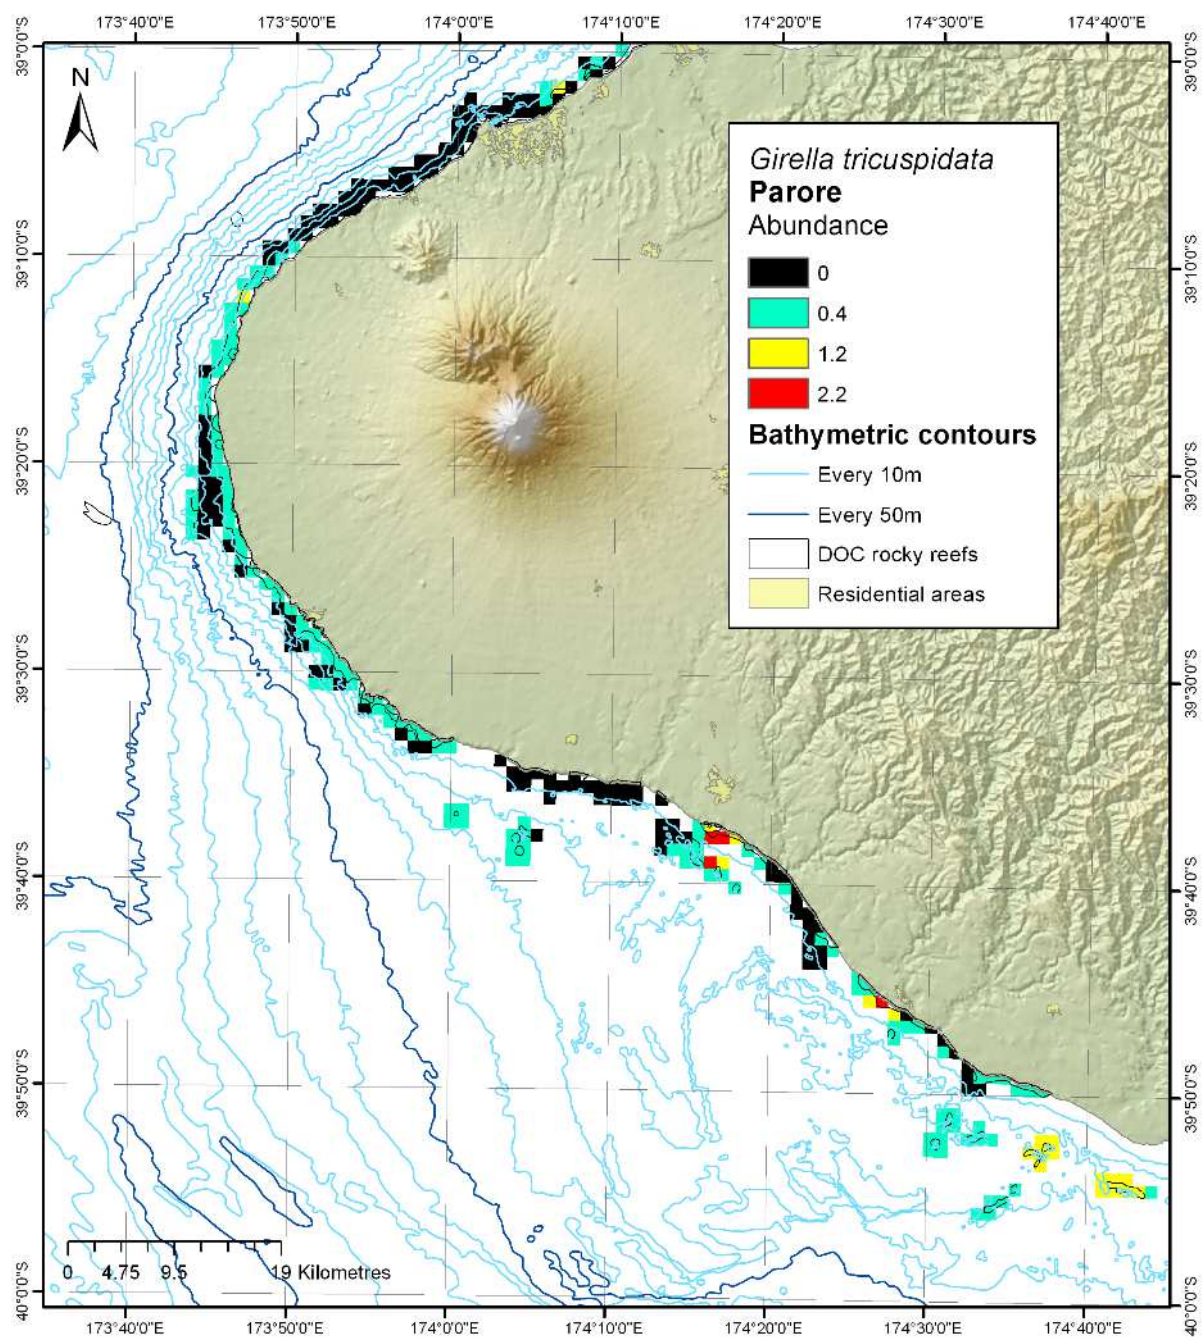 173°40'0"E 173°50'0"E 174°0'0"E 174°10'0"E 174°20'0"E 174°30'0"E 174°40'0"E
39°0'0"S 39°0'0"S
N
Girella tricuspidata
Parore
Abundance
39°10'0"S 39°10'0"S
0
0.4
1.2
2.2
Bathymetric contours
39°20'0"S 39°20'0"S
Every 10m
Every 50m
DOC rocky reefs
Residential areas
39°30'0"S 39°30'0"S
39°40'0"S 39°40'0"S
39°50'0"S 39°50'0"S
0 4.75 9.5 19 Kilometres
40°0'0"S 40°0'0"S
173°40'0"E 173°50'0"E 174°0'0"E 174°10'0"E 174°20'0"E 174°30'0"E 174°40'0"E